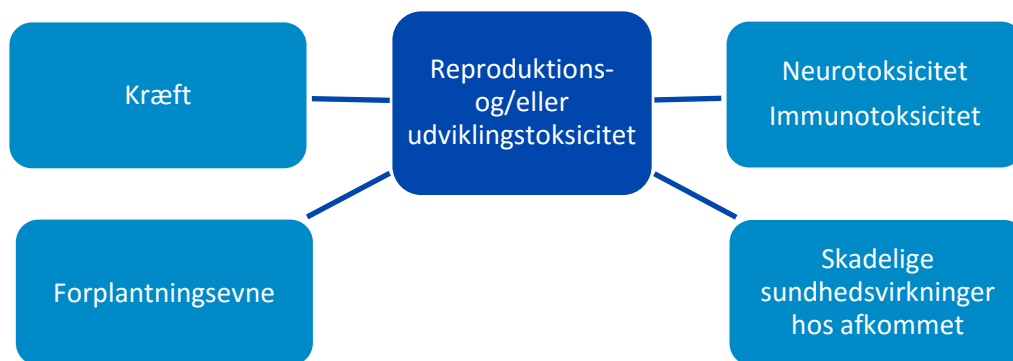 Kræft
Reproduktions-
og/eller
udviklingstoksicitet
Neurotoksicitet
Immunotoksicitet
Forplantningsevne
Skadelige
sundhedsvirkninger
hos afkommet